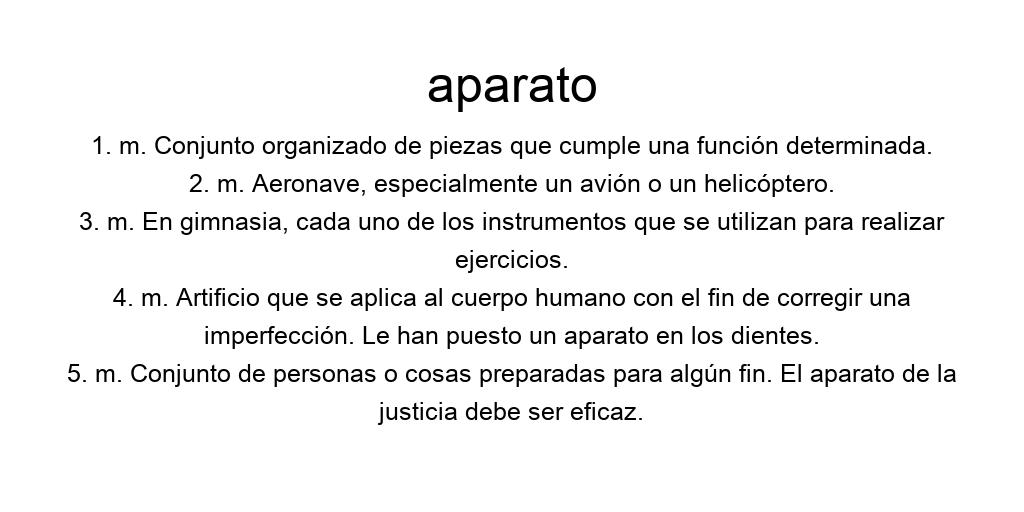 aparato
1. m. Conjunto organizado de piezas que cumple una función determinada.
2. m. Aeronave, especialmente un avión o un helicóptero.
3. m. En gimnasia, cada uno de los instrumentos que se utilizan para realizar
ejercicios.
4. m. Artificio que se aplica al cuerpo humano con el fin de corregir una
imperfección. Le han puesto un aparato en los dientes.
5. m. Conjunto de personas o cosas preparadas para algún fin. El aparato de la
justicia debe ser eficaz.